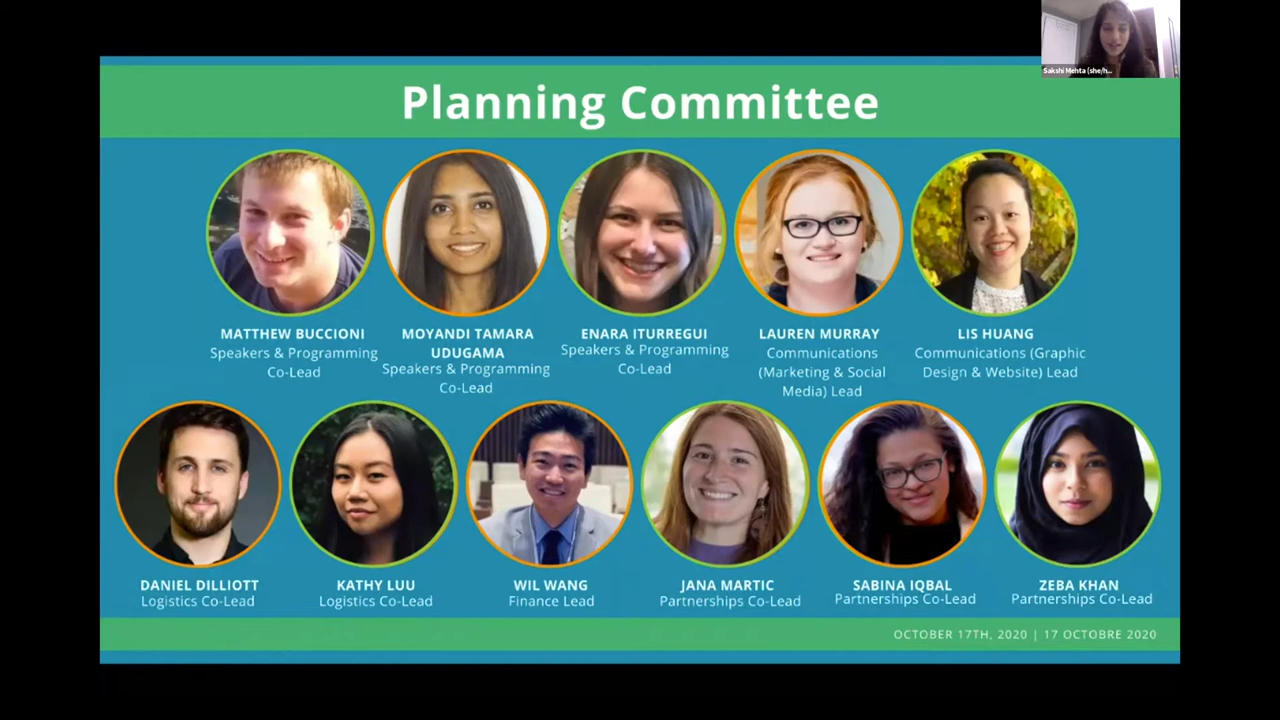 Sakshi Mehta (she/h...
Planning Committee
MATTHEW BUCCIONI
Speakers & Programming
Co-Lead
MOYANDI TAMARA
UDUGAMA
Speakers & Programming
Co-Lead
ENARA ITURREGUI
Speakers & Programming
Co-Lead
LAUREN MURRAY
Communications
(Marketing & Social
Media) Lead
LIS HUANG
Communications (Graphic
Design & Website) Lead
DANIEL DILLIOTT
Logistics Co-Lead
KATHY LUU
Logistics Co-Lead
WIL WANG
Finance Lead
JANA MARTIC
Partnerships Co-Lead
SABINA IQBAL
Partnerships Co-Lead
ZEBA KHAN
Partnerships Co-Lead
OCTOBER 17TH, 2020 | 17 OCTOBRE 2020